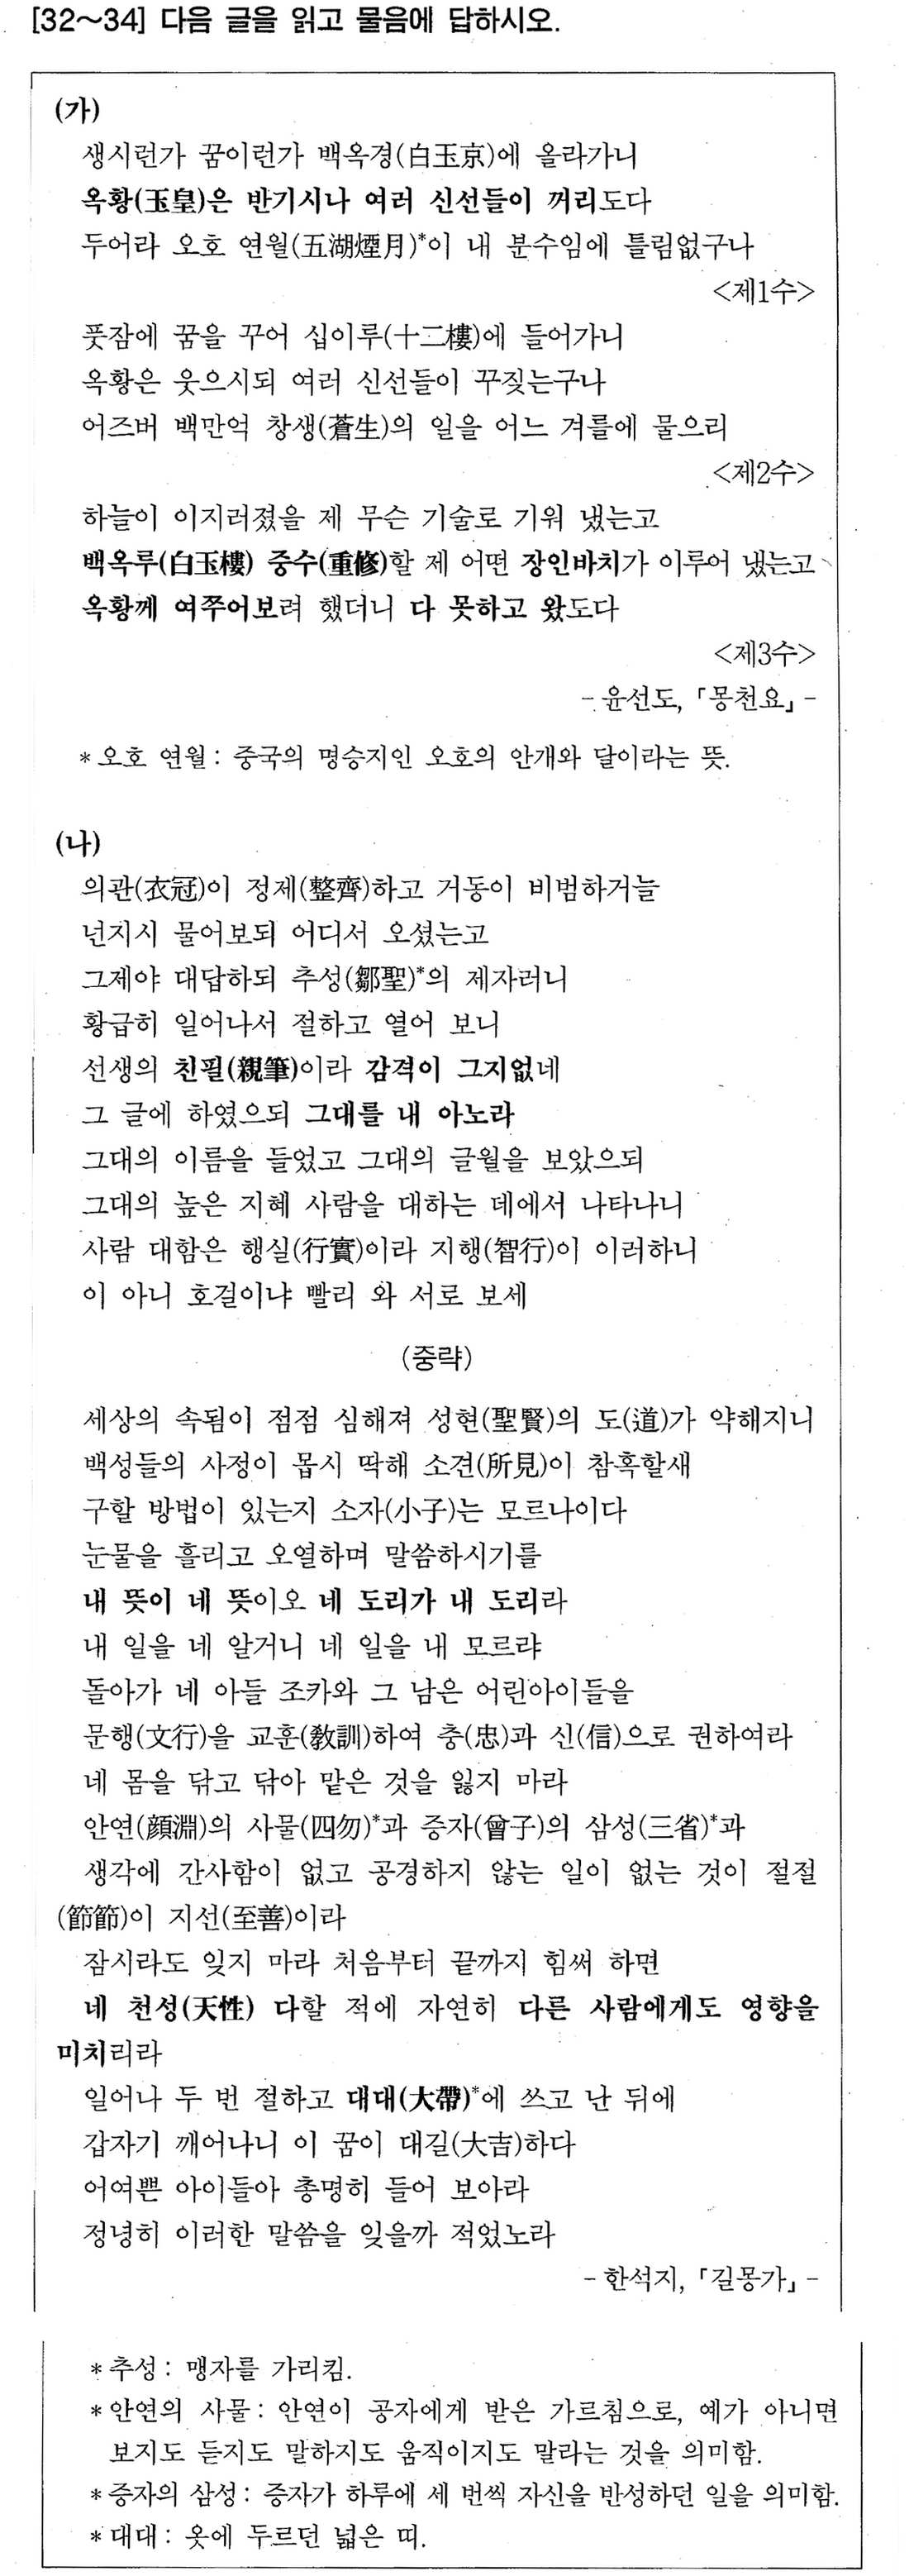 [32~34] 다음 글을 읽고 물음에 답하시오.
(가)
생시런가 꿈이런가 백옥경(白玉京)에 올라가니
옥황(玉皇)은 반기시나 여러 신선들이 꺼리도다
두어라 오호 연월(五湖煙月)*이 내 분수임에 틀림없구나
<제1수>
풋잠에 꿈을 꾸어 십이루(十二樓)에 들어가니
옥황은 웃으시되 여러 신선들이 꾸짖는구나
어즈버 백만억 창생(蒼生)의 일을 어느 겨를에 물으리
<제2수>
하늘이 이지러졌을 제 무슨 기술로 기워 냈는고
백옥루(白玉樓) 중수(重修)할 제 어떤 장인바치가 이루어 냈는고
옥황께 여쭈어보려 했더니 다 못하고 왔도다
<제3수>
- 윤선도, 「몽천요」 -
* 오호 연월 : 중국의 명승지인 오호의 안개와 달이라는 뜻.
(나)
의관(衣冠)이 정제(整齊)하고 거동이 비범하거늘
넌지시 물어보되 어디서 오셨는고
그제야 대답하되 추성(鄒聖)*의 제자러니
황급히 일어나서 절하고 열어 보니
선생의 친필(親筆)이라 감격이 그지없네
그 글에 하였으되 그대를 내 아노라
그대의 이름을 들었고 그대의 글월을 보았으되
그대의 높은 지혜 사람을 대하는 데에서 나타나니
사람 대함은 행실(行實)이라 지행(智行)이 이러하니
이 아니 호걸이냐 빨리 와 서로 보세
(중략)
세상의 속됨이 점점 심해져 성현(聖賢)의 도(道)가 약해지니
백성들의 사정이 몹시 딱해 소견(所見)이 참혹할새
구할 방법이 있는지 소자(小子)는 모르나이다
눈물을 흘리고 오열하며 말씀하시기를
내 뜻이 네 뜻이오 네 도리가 내 도리라
내 일을 네 알거니 네 일을 내 모르랴
돌아가 네 아들 조카와 그 남은 어린아이들을
문행(文行)을 교훈(敎訓)하여 충(忠)과 신(信)으로 권하여라
네 몸을 닦고 닦아 맡은 것을 잃지 마라
안연(顔淵)의 사물(四勿)*과 증자(曾子)의 삼성(三省)*과
생각에 간사함이 없고 공경하지 않는 일이 없는 것이 절절
(節節)이 지선(至善)이라
잠시라도 잊지 마라 처음부터 끝까지 힘써 하면
네 천성(天性) 다할 적에 자연히 다른 사람에게도 영향을
미치리라
일어나 두 번 절하고 대대(大帶)*에 쓰고 난 뒤에
갑자기 깨어나니 이 꿈이 대길(大吉)하다
어여쁜 아이들아 총명히 들어 보아라
정녕히 이러한 말씀을 잊을까 적었노라
- 한석지, 「길몽가」 -
* 추성 : 맹자를 가리킴.
* 안연의 사물 : 안연이 공자에게 받은 가르침으로, 예가 아니면
보지도 듣지도 말하지도 움직이지도 말라는 것을 의미함.
* 증자의 삼성 : 증자가 하루에 세 번씩 자신을 반성하던 일을 의미함.
* 대대 : 옷에 두르던 넓은 띠.